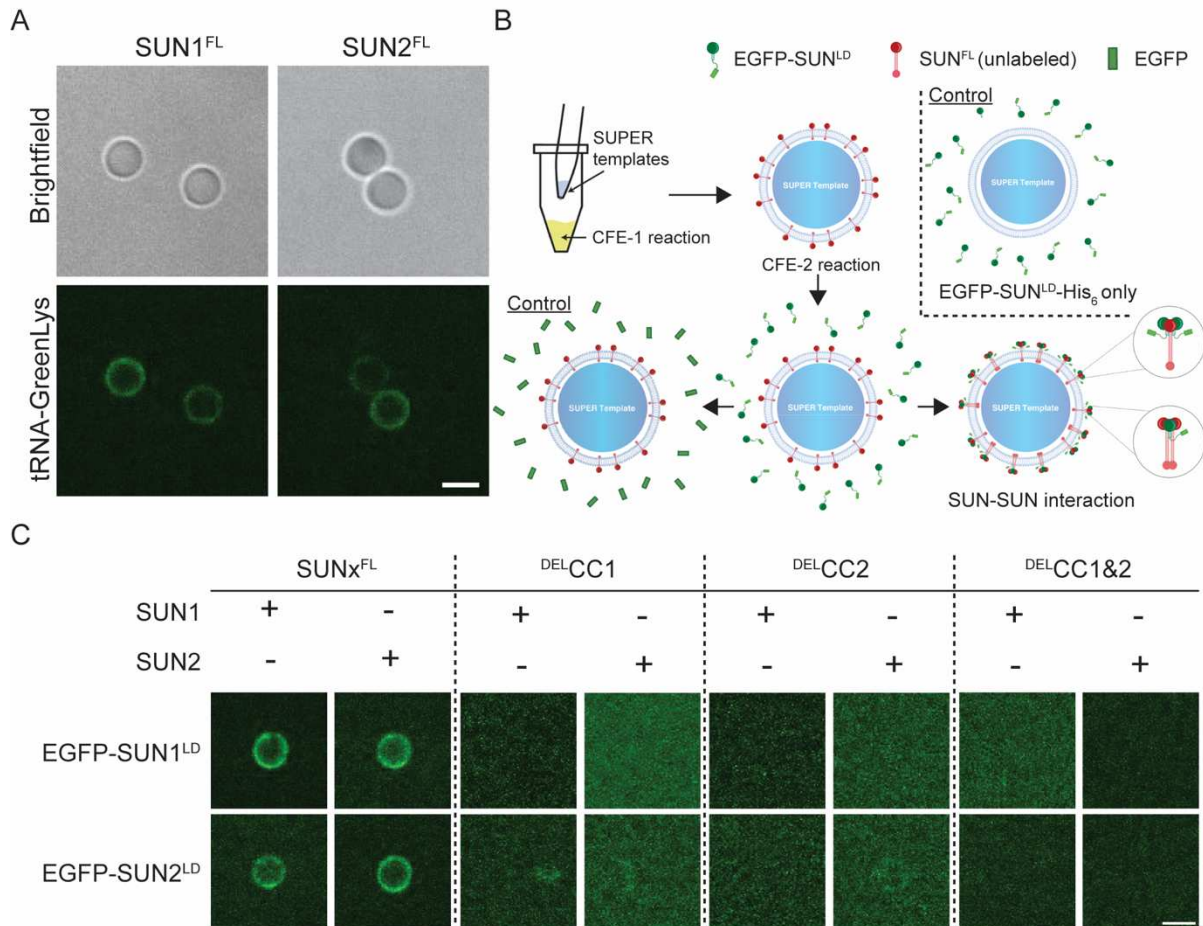 A
SUN1FL
SUN2FL
Brightfield
tRNA-GreenLys
B
EGFP-SUNLD
SUNFL (unlabeled)
EGFP
SUPER
templates
CFE-1 reaction
SUPER Template
CFE-2 reaction
Control
SUPER Template
EGFP-SUNLD-His6 only
Control
SUPER Template
SUPER Template
SUPER Template
SUN-SUN interaction
C
SUNxFL
DELCC1
DELCC2
DELCC1&2
SUN1 + - + - + - + -
SUN2 - + - + - + - +
EGFP-SUN1LD
EGFP-SUN2LD